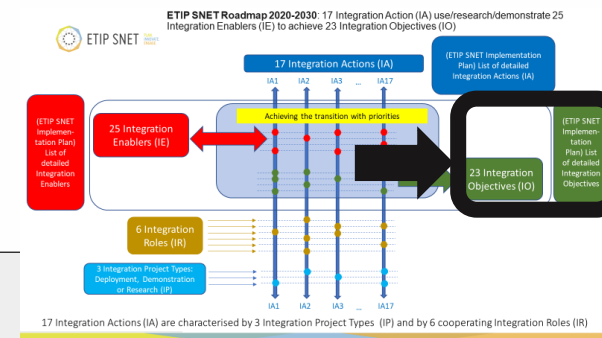 ETIP SNET Roadmap 2020-2030: 17 Integration Action (IA) use/research/demonstrate 25
Integration Enablers (IE) to achieve 23 Integration Objectives (IO)
ETIP SNET
17 Integration Actions (IA)
(ETIP SNET Implementation
Plan) List of detailed
Integration Actions (IA)
IA1 IA2 IA3 ... IA17
Achieving the transition with priorities
(ETIP SNET
Implemen-
tation
Plan) List
of
detailed
Integration
Enablers
25 Integration
Enablers (IE)
23 Integration
Objectives (IO)
(ETIP SNET
Implemen-
tation
Plan) List
of detailed
Integration
Objectives
6 Integration
Roles (IR)
3 Integration Project Types:
Deployment, Demonstration
or Research (IP)
IA1 IA2 IA3 ... IA17
17 Integration Actions (IA) are characterised by 3 Integration Project Types (IP) and by 6 cooperating Integration Roles (IR)